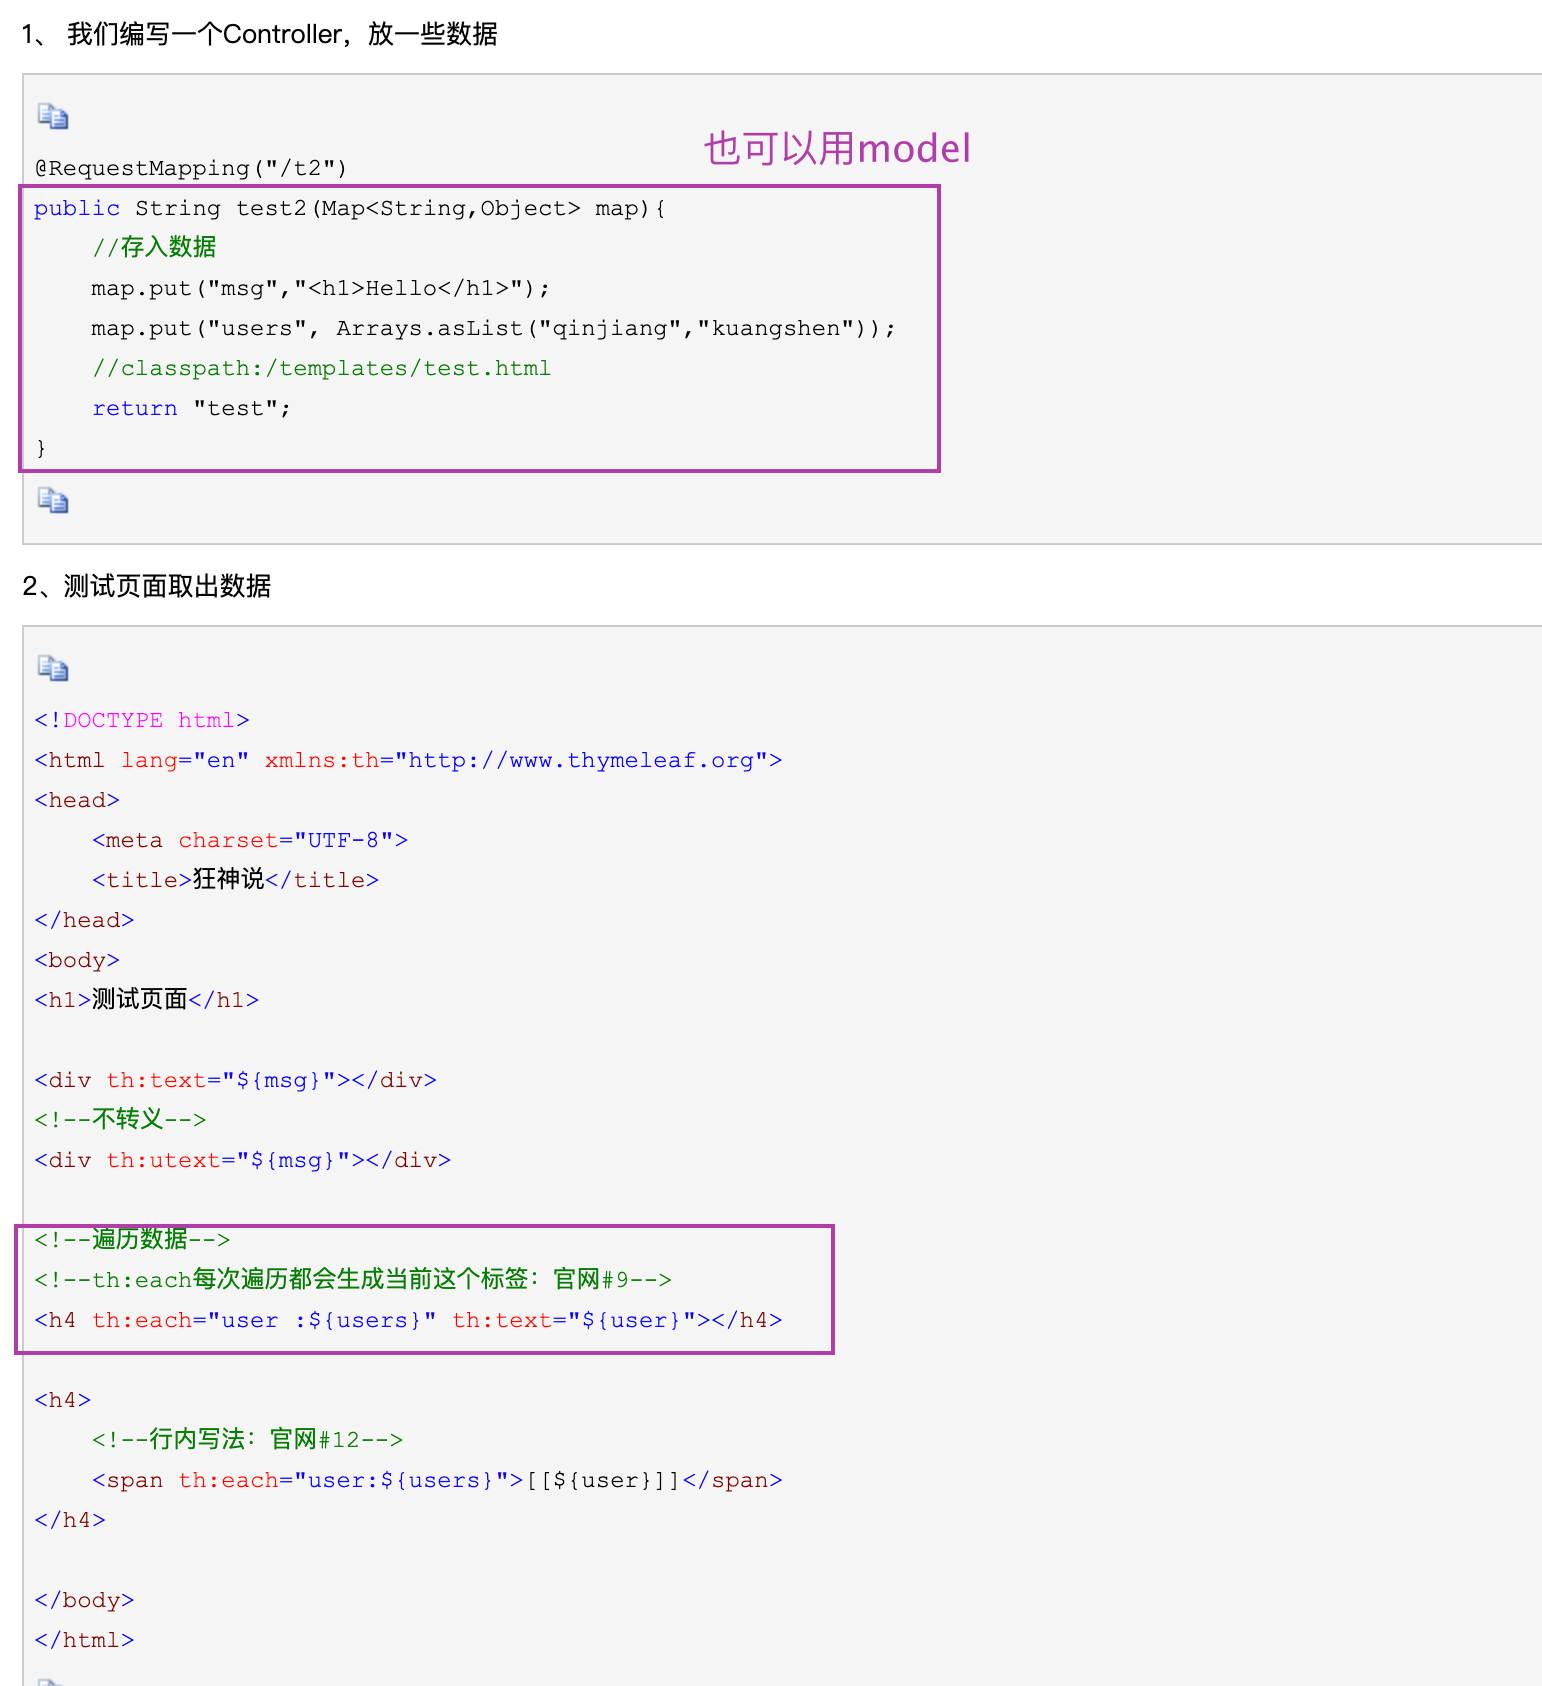 1、 我们编写一个Controller，放一些数据
也可以用model
@RequestMapping("/t2")
public String test2(Map<String,Object> map){
    //存入数据
    map.put("msg","<h1>Hello</h1>");
    map.put("users", Arrays.asList("qinjiang","kuangshen"));
    //classpath:/templates/test.html
    return "test";
}
2、测试页面取出数据
<!DOCTYPE html>
<html lang="en" xmlns:th="http://www.thymeleaf.org">
<head>
    <meta charset="UTF-8">
    <title>狂神说</title>
</head>
<body>
<h1>测试页面</h1>
<div th:text="${msg}"></div>
<!--不转义-->
<div th:utext="${msg}"></div>
<!--遍历数据-->
<!--th:each每次遍历都会生成当前这个标签：官网#9-->
<h4 th:each="user :${users}" th:text="${user}"></h4>
<h4>
    <!--行内写法：官网#12-->
    <span th:each="user:${users}">[[${user}]]</span>
</h4>
</body>
</html>